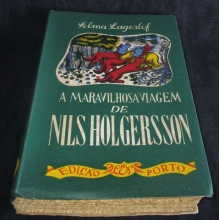 Selma Lagerlöf
A MARAVILHOSA VIAGEM
DE
NILS HOLGERSSON
EDIÇÃO PORTO